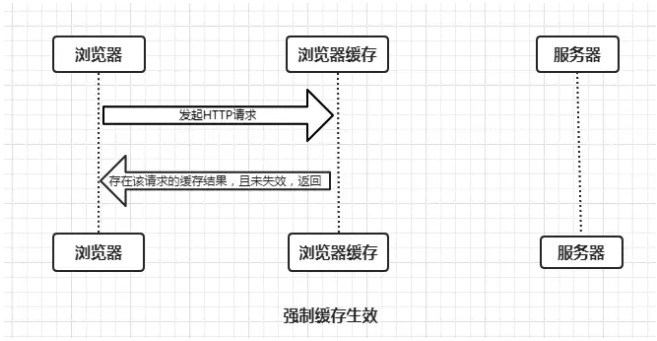 浏览器
浏览器缓存
服务器
发起HTTP请求
存在该请求的缓存结果，且未失效，返回
浏览器
浏览器缓存
服务器
强制缓存生效